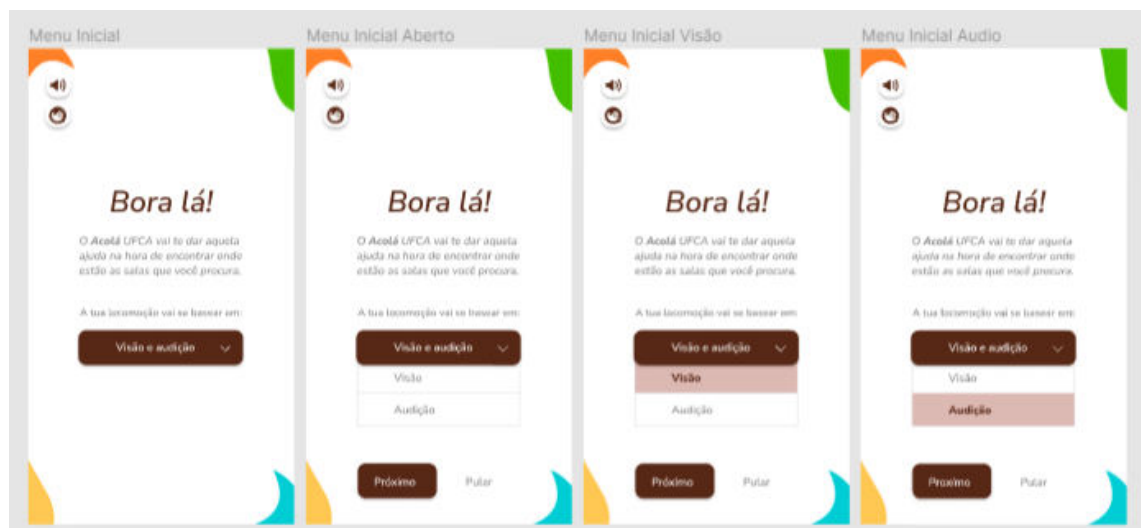 Menu Inicial
Bora lá!
O Acolá UFCA vai te dar aquela
ajuda na hora de encontrar onde
estão as salas que você procura.
A tua locomoção vai se basear em:
Visão e audição
Menu Inicial Aberto
Bora lá!
O Acolá UFCA vai te dar aquela
ajuda na hora de encontrar onde
estão as salas que você procura.
A tua locomoção vai se basear em:
Visão e audição
Visão
Audição
Próximo
Pular
Menu Inicial Visão
Bora lá!
O Acolá UFCA vai te dar aquela
ajuda na hora de encontrar onde
estão as salas que você procura.
A tua locomoção vai se basear em:
Visão e audição
Visão
Audição
Próximo
Pular
Menu Inicial Audio
Bora lá!
O Acolá UFCA vai te dar aquela
ajuda na hora de encontrar onde
estão as salas que você procura.
A tua locomoção vai se basear em:
Visão e audição
Visão
Audição
Proximo
Pular